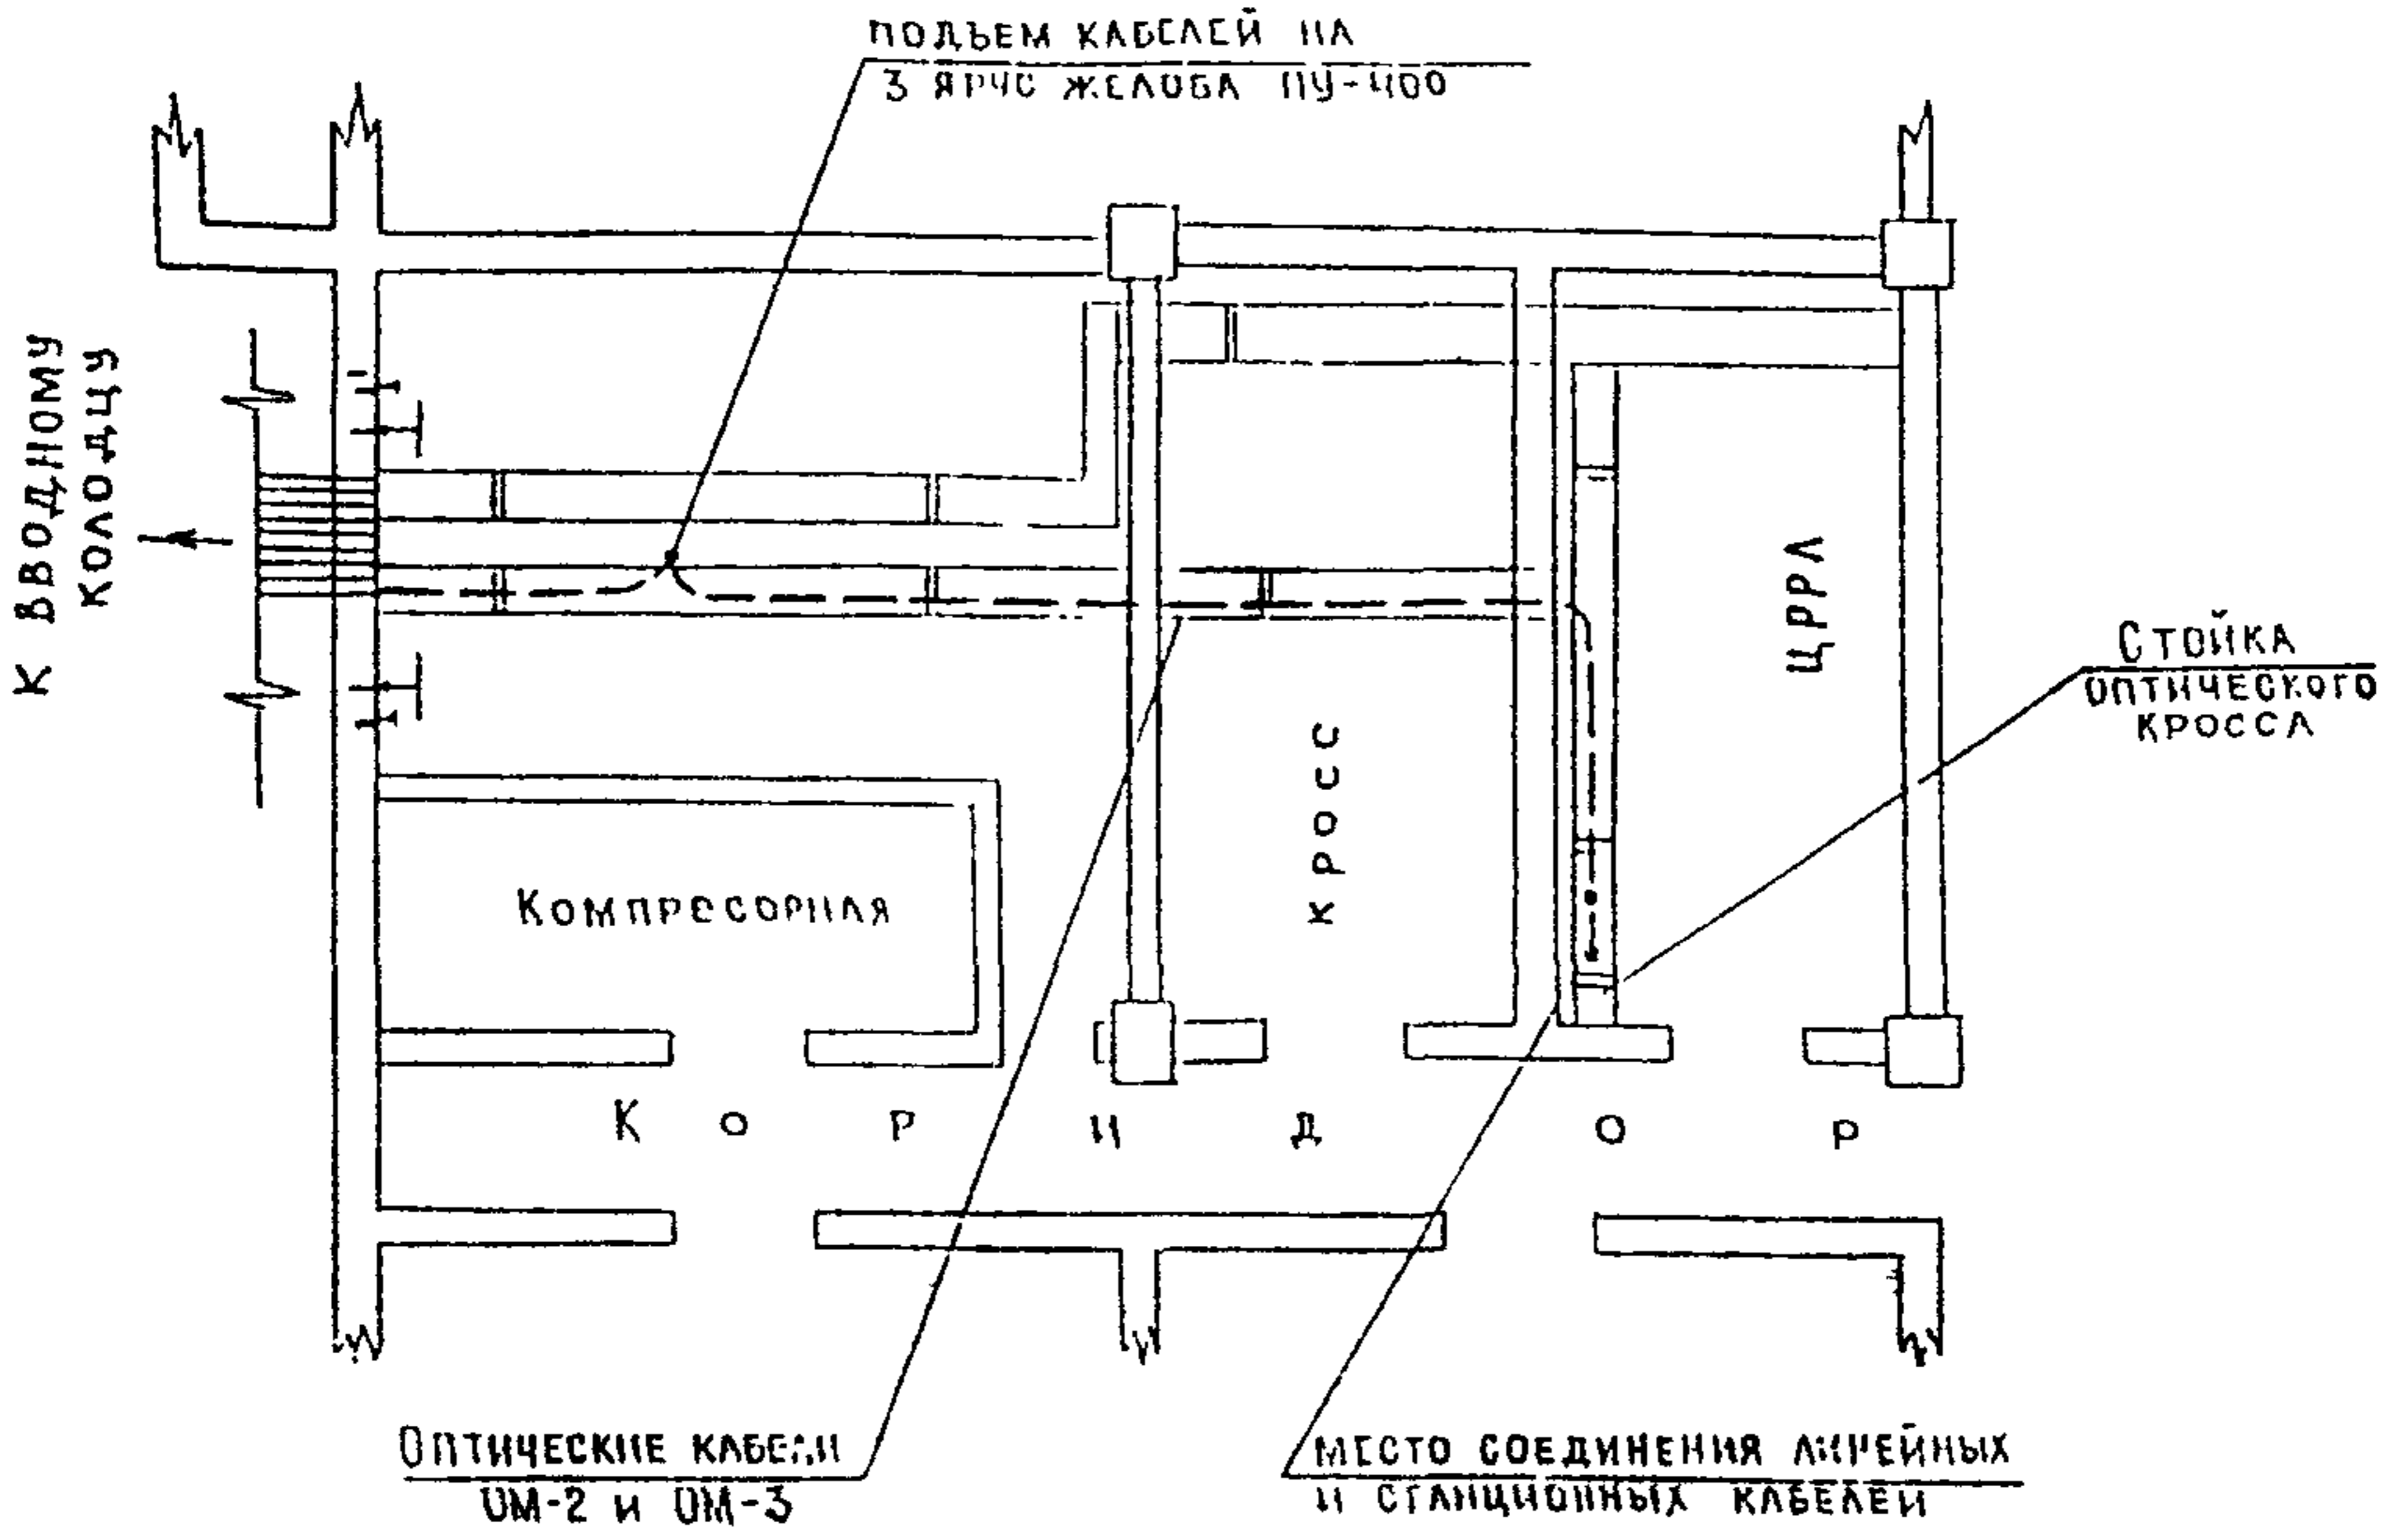 ПОДЪЕМ КАБЕЛЕЙ НА
3 ЯРУС ЖЕЛОБА ПУ-400
К ВВОДНОМУ
КОЛОДЦУ
ЦРРЛ
СТОЙКА
ОПТИЧЕСКОГО
КРОССА
КРОСС
КОМПРЕСОРНАЯ
К О Р И Д О Р
ОПТИЧЕСКИЕ КАБЕЛИ
ОМ-2 и ОМ-3
МЕСТО СОЕДИНЕНИЯ ЛИНЕЙНЫХ
И СТАНЦИОННЫХ КАБЕЛЕЙ